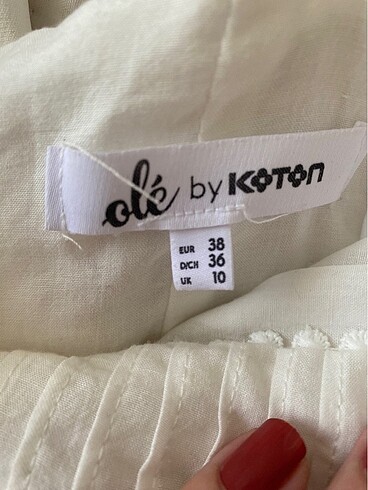 olé by KOTON
EUR 38
D/CH 36
UK 10